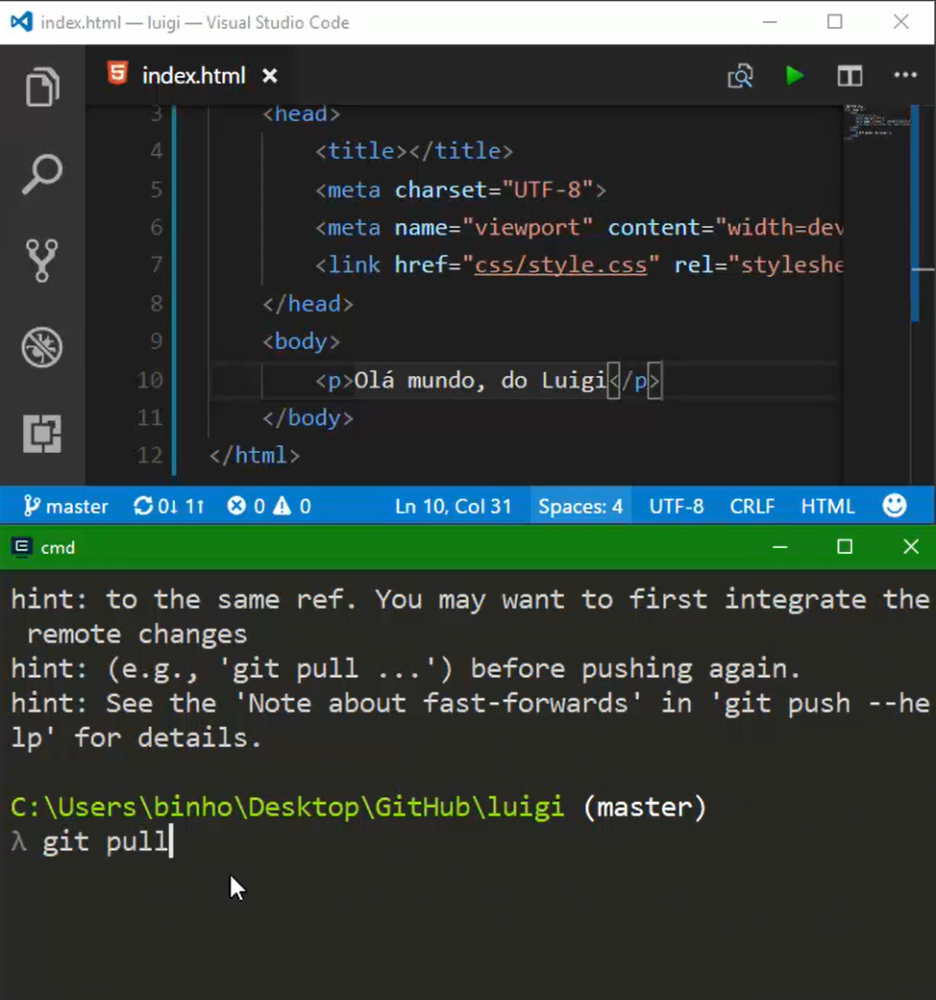 index.html — luigi — Visual Studio Code
index.html
3 <head>
4 <title></title>
5 <meta charset="UTF-8">
6 <meta name="viewport" content="width=dev
7 <link href="css/style.css" rel="styleshe
8 </head>
9 <body>
10 <p>Olá mundo, do Luigi</p>
11 </body>
12 </html>
master 0↓ 1↑ 0 0 Ln 10, Col 31 Spaces: 4 UTF-8 CRLF HTML
cmd
hint: to the same ref. You may want to first integrate the
 remote changes
hint: (e.g., 'git pull ...') before pushing again.
hint: See the 'Note about fast-forwards' in 'git push --he
lp' for details.
C:\Users\binho\Desktop\GitHub\luigi (master)
λ git pull